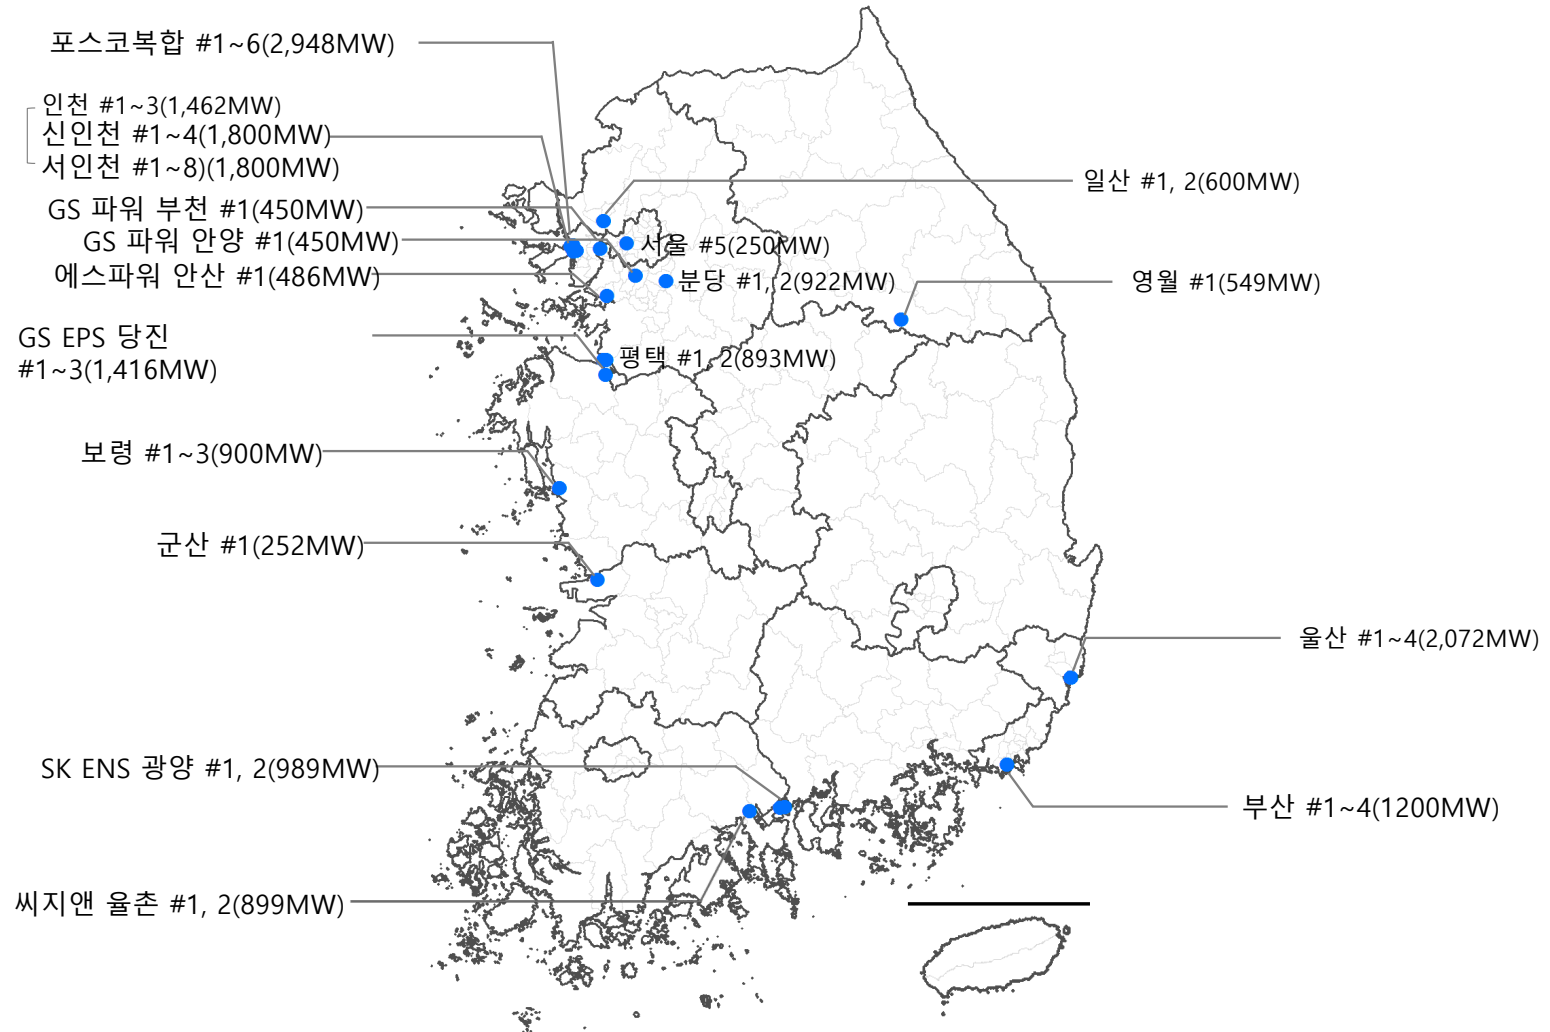 포스코복합 #1~6(2,948MW)
인천 #1~3(1,462MW)
신인천 #1~4(1,800MW)
서인천 #1~8)(1,800MW)
일산 #1, 2(600MW)
GS 파워 부천 #1(450MW)
GS 파워 안양 #1(450MW)
서울 #5(250MW)
에스파워 안산 #1(486MW)
분당 #1, 2(922MW)
영월 #1(549MW)
GS EPS 당진
#1~3(1,416MW)
평택 #1, 2(893MW)
보령 #1~3(900MW)
군산 #1(252MW)
울산 #1~4(2,072MW)
SK ENS 광양 #1, 2(989MW)
부산 #1~4(1200MW)
씨지앤 율촌 #1, 2(899MW)